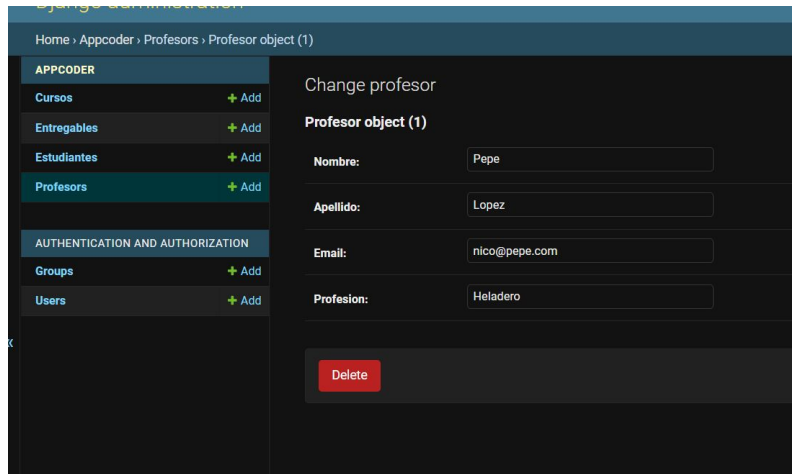 Django administration
Home › Appcoder › Profesors › Profesor object (1)
APPCODER
Cursos + Add
Entregables + Add
Estudiantes + Add
Profesors + Add
AUTHENTICATION AND AUTHORIZATION
Groups + Add
Users + Add
«
Change profesor
Profesor object (1)
Nombre: Pepe
Apellido: Lopez
Email: nico@pepe.com
Profesion: Heladero
Delete